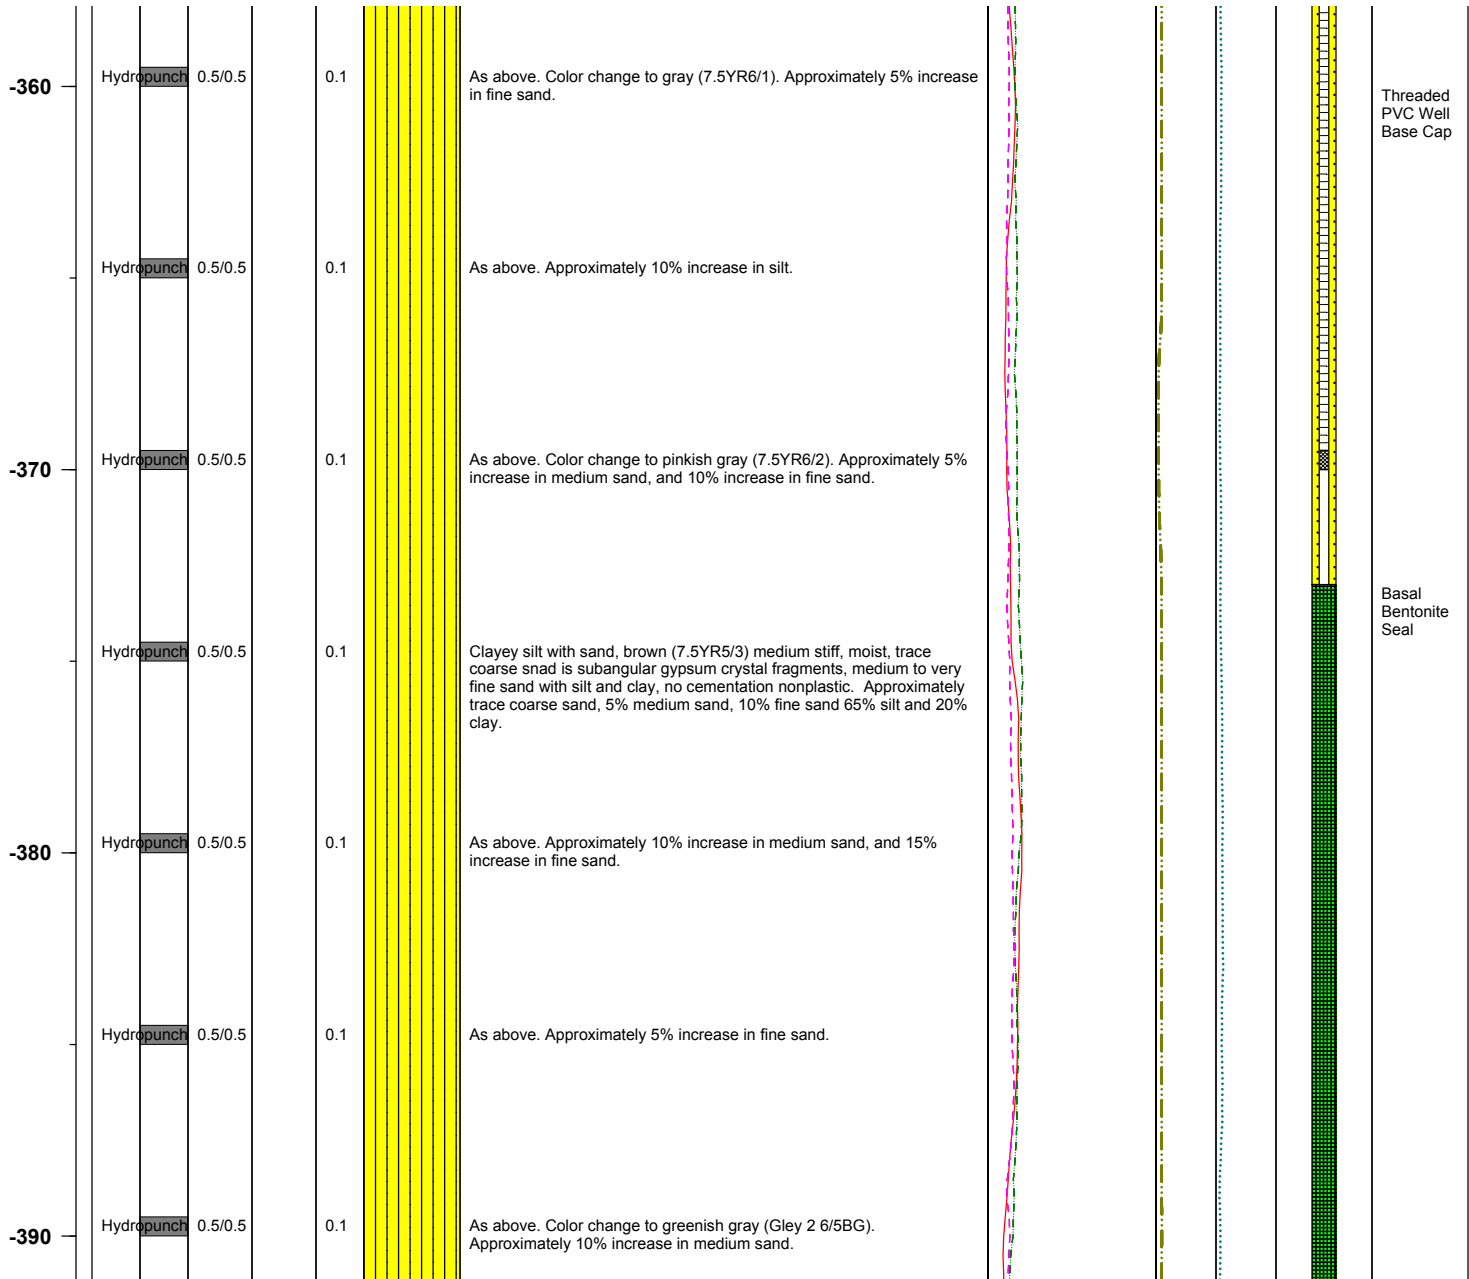 -360
Hydropunch 0.5/0.5 0.1 As above. Color change to gray (7.5YR6/1). Approximately 5% increase
in fine sand.
Threaded
PVC Well
Base Cap
Hydropunch 0.5/0.5 0.1 As above. Approximately 10% increase in silt.
-370
Hydropunch 0.5/0.5 0.1 As above. Color change to pinkish gray (7.5YR6/2). Approximately 5%
increase in medium sand, and 10% increase in fine sand.
Basal
Bentonite
Seal
Hydropunch 0.5/0.5 0.1 Clayey silt with sand, brown (7.5YR5/3) medium stiff, moist, trace
coarse snad is subangular gypsum crystal fragments, medium to very
fine sand with silt and clay, no cementation nonplastic. Approximately
trace coarse sand, 5% medium sand, 10% fine sand 65% silt and 20%
clay.
-380
Hydropunch 0.5/0.5 0.1 As above. Approximately 10% increase in medium sand, and 15%
increase in fine sand.
Hydropunch 0.5/0.5 0.1 As above. Approximately 5% increase in fine sand.
-390
Hydropunch 0.5/0.5 0.1 As above. Color change to greenish gray (Gley 2 6/5BG).
Approximately 10% increase in medium sand.